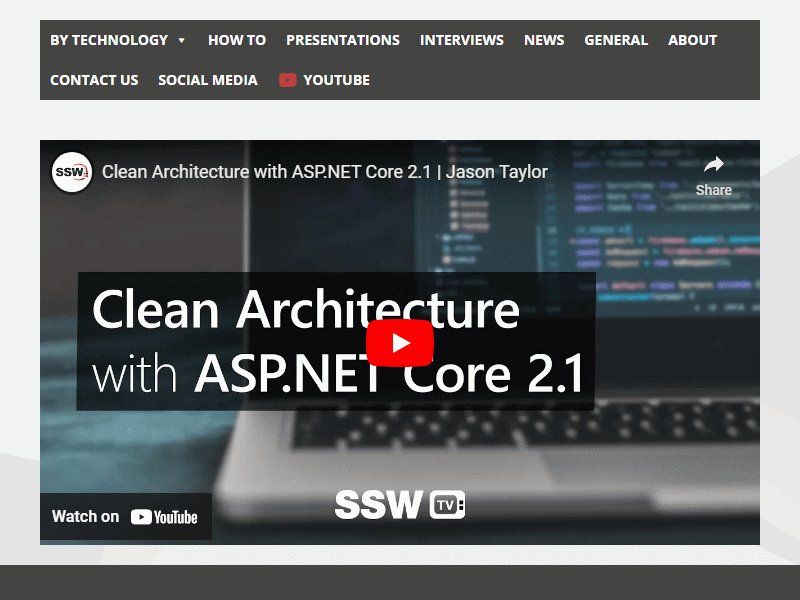 BY TECHNOLOGY HOW TO PRESENTATIONS INTERVIEWS NEWS GENERAL ABOUT
CONTACT US SOCIAL MEDIA YOUTUBE
SSW Clean Architecture with ASP.NET Core 2.1 | Jason Taylor
Share
Clean Architecture
with ASP.NET Core 2.1
SSW TV
Watch on YouTube